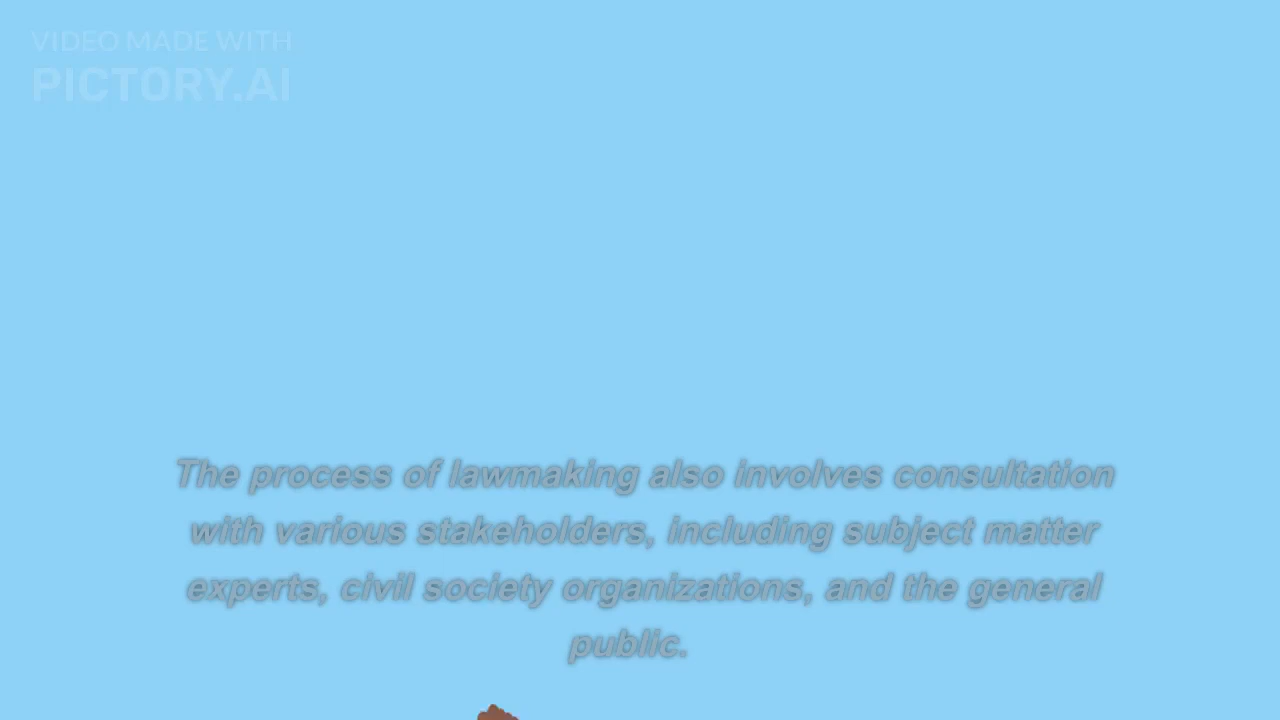 VIDEO MADE WITH
PICTORY.AI
The process of lawmaking also involves consultation
with various stakeholders, including subject matter
experts, civil society organizations, and the general
public.